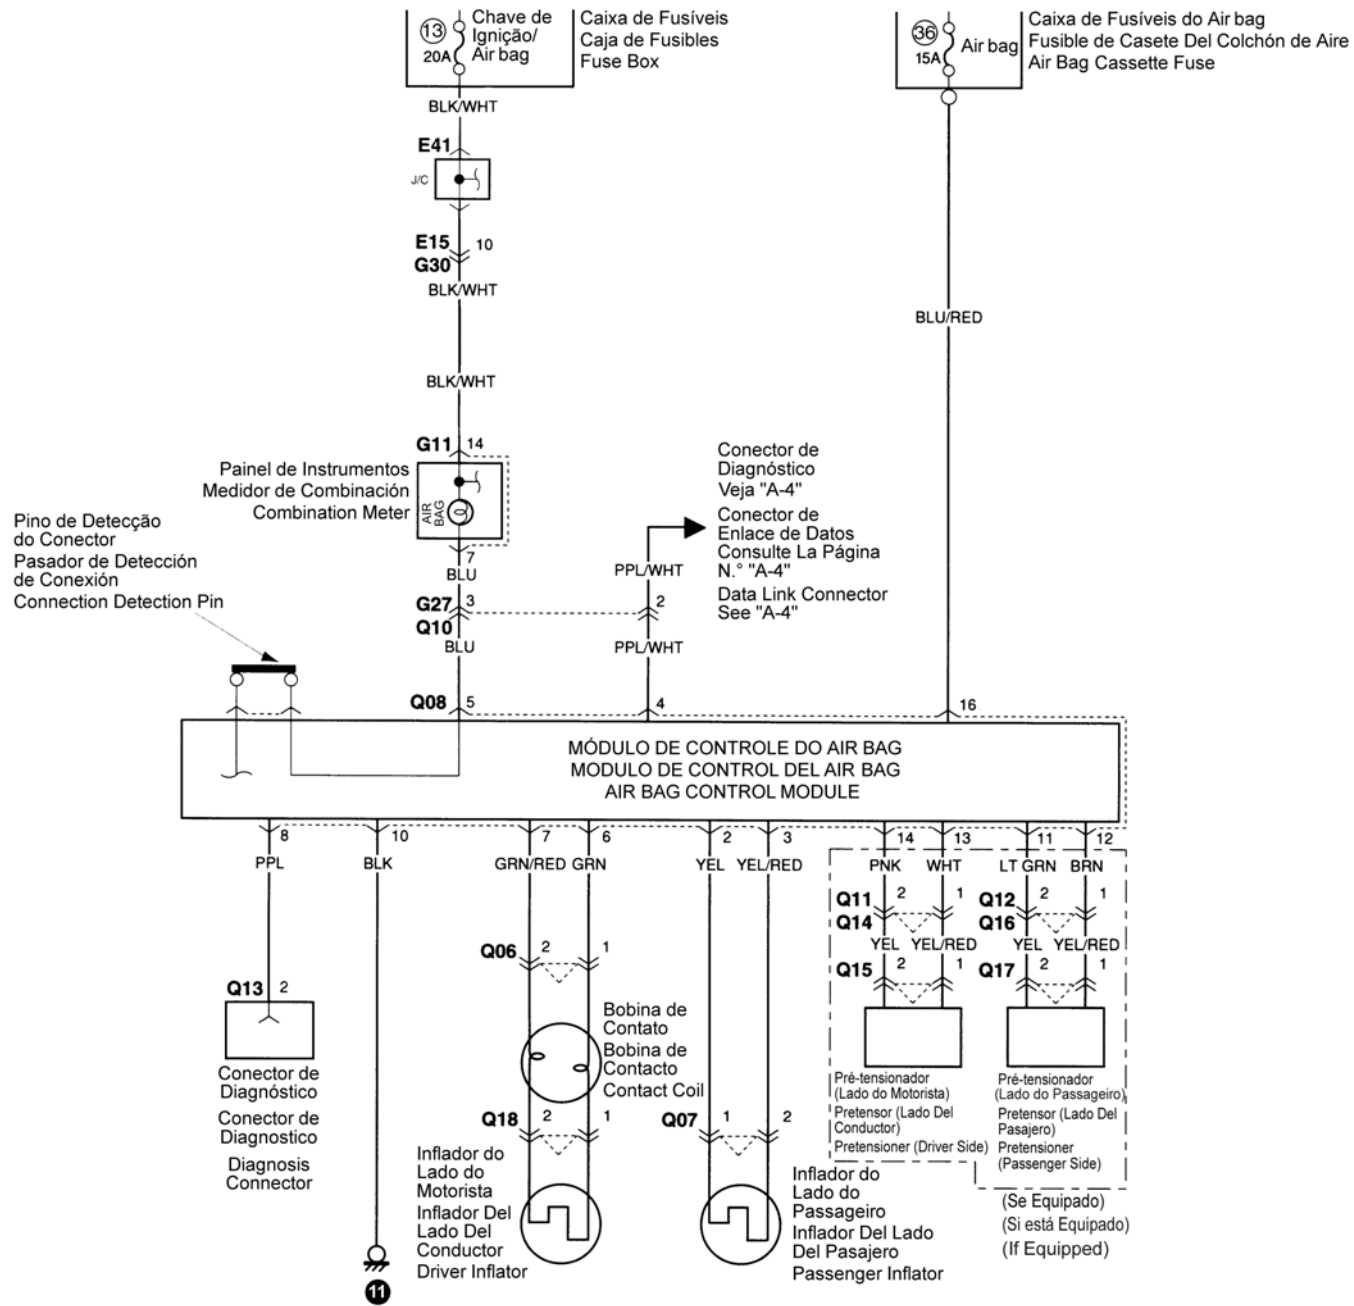 13
20A
Chave de
Ignição/
Air bag
Caixa de Fusíveis
Caja de Fusibles
Fuse Box
36
15A
Air bag
Caixa de Fusíveis do Air bag
Fusible de Casete Del Colchón de Aire
Air Bag Cassette Fuse
BLK/WHT
E41
J/C
E15 10
G30
BLK/WHT
BLU/RED
BLK/WHT
G11 14
Painel de Instrumentos
Medidor de Combinación
Combination Meter
AIR
BAG
7
BLU
Conector de
Diagnóstico
Veja "A-4"
Conector de
Enlace de Datos
Consulte La Página
N.° "A-4"
Data Link Connector
See "A-4"
Pino de Detecção
do Conector
Pasador de Detección
de Conexión
Connection Detection Pin
PPL/WHT
G27 3 2
Q10
BLU PPL/WHT
Q08 5 4 16
MÓDULO DE CONTROLE DO AIR BAG
MODULO DE CONTROL DEL AIR BAG
AIR BAG CONTROL MODULE
8 10 7 6 2 3 14 13 11 12
PPL BLK GRN/RED GRN YEL YEL/RED PNK WHT LT GRN BRN
Q11 2 1 Q12 2 1
Q14 Q16
YEL YEL/RED YEL YEL/RED
Q06 2 1
Q15 2 1 Q17 2 1
Q13 2
Conector de
Diagnóstico
Conector de
Diagnostico
Diagnosis
Connector
Bobina de
Contato
Bobina de
Contacto
Contact Coil
Q18 2 1
Q07 1 2
Pré-tensionador
(Lado do Motorista)
Pretensor (Lado Del
Conductor)
Pretensioner (Driver Side)
Pré-tensionador
(Lado do Passageiro)
Pretensor (Lado Del
Pasajero)
Pretensioner
(Passenger Side)
Inflador do
Lado do
Motorista
Inflador Del
Lado Del
Conductor
Driver Inflator
Inflador do
Lado do
Passageiro
Inflador Del Lado
Del Pasajero
Passenger Inflator
(Se Equipado)
(Si está Equipado)
(If Equipped)
11